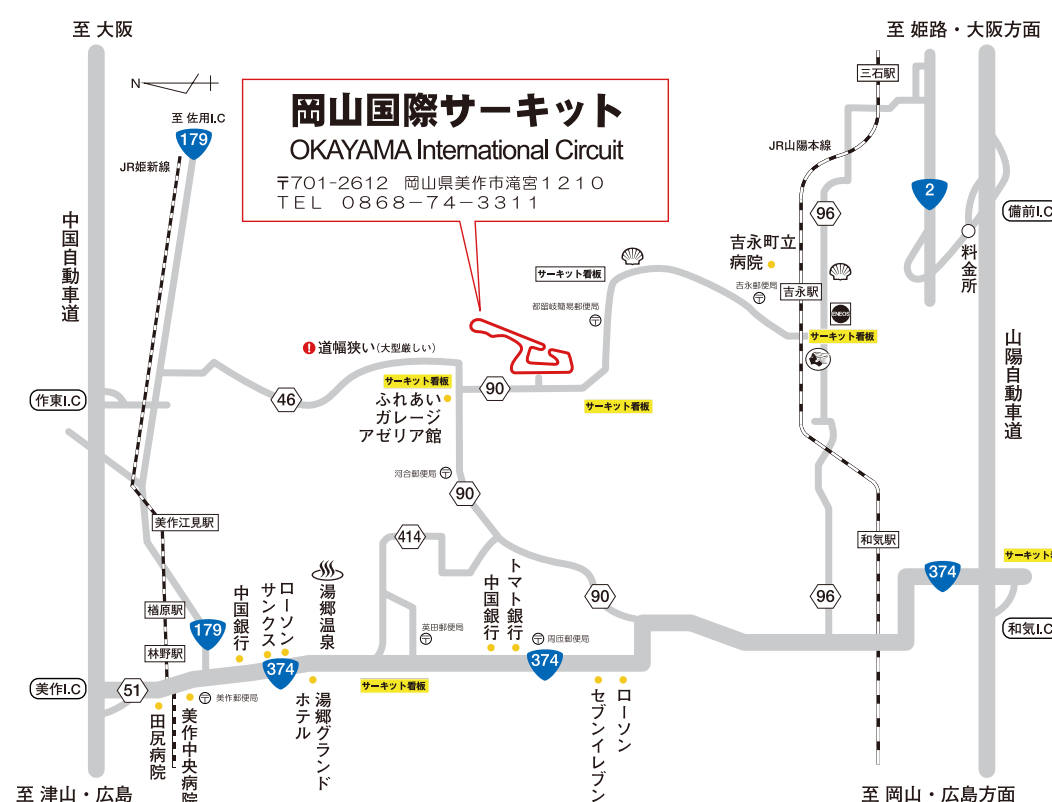 至 大阪
至 姫路・大阪方面
N
至 佐用I.C
179
JR姫新線
岡山国際サーキット
OKAYAMA International Circuit
〒701-2612 岡山県美作市滝宮1210
TEL 0868-74-3311
三石駅
JR山陽本線
2
96
備前I.C
料金所
中国自動車道
山陽自動車道
吉永町立
病院
吉永郵便局
吉永駅
ENEOS
サーキット看板
サーキット看板
都留岐簡易郵便局
道幅狭い(大型厳しい)
サーキット看板
90
サーキット看板
46
ふれあい
ガレージ
アゼリア館
作東I.C
河合郵便局
90
414
美作江見駅
和気駅
サーキット看
374
楢原駅
179
中国銀行
サンクス
ローソン
湯郷温泉
英田郵便局
中国銀行
トマト銀行
周匝郵便局
90
96
和気I.C
林野駅
374
374
美作I.C
51
美作郵便局
サーキット看板
田尻病院
美作中央病院
湯郷グランド
ホテル
セブンイレブン
ローソン
至 津山・広島
至 岡山・広島方面